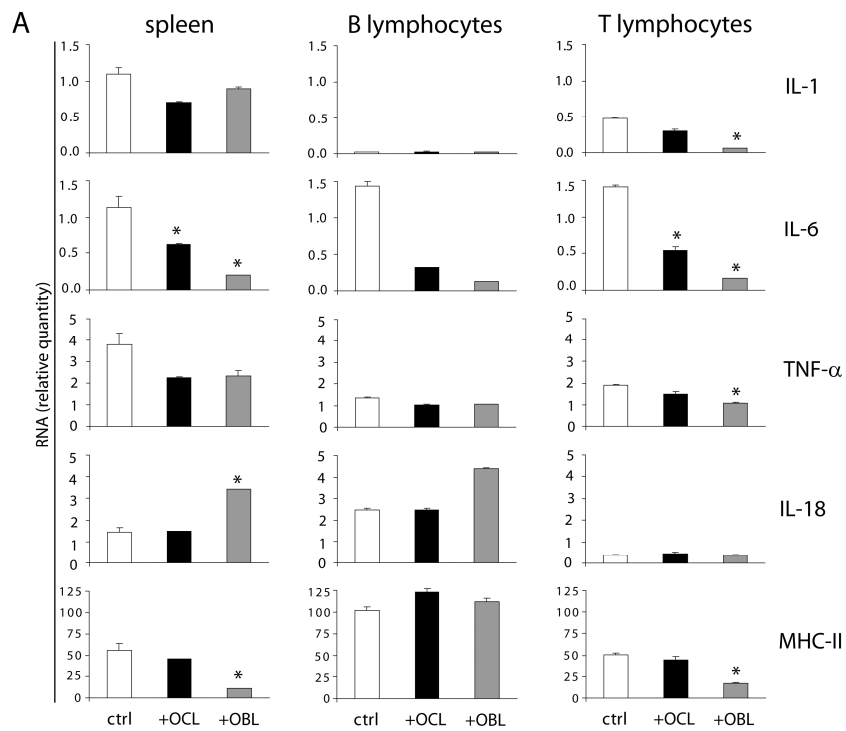 A
spleen B lymphocytes T lymphocytes
RNA (relative quantity)
1.5 1.5 1.5
1.0 1.0 1.0
0.5 0.5 0.5 *
0.0 0.0 0.0
IL-1
1.5 1.5 1.5
1.0 1.0 1.0
* *
0.5 0.5 0.5
* *
0.0 0.0 0.0
IL-6
5 5 5
4 4 4
3 3 3
2 2 2 *
1 1 1
0 0 0
TNF-α
5 5 5
4 * 4 4
3 3 3
2 2 2
1 1 1
0 0 0
IL-18
125 125 125
100 100 100
75 75 75
50 50 50
25 * 25 25 *
0 0 0
MHC-II
ctrl +OCL +OBL ctrl +OCL +OBL ctrl +OCL +OBL